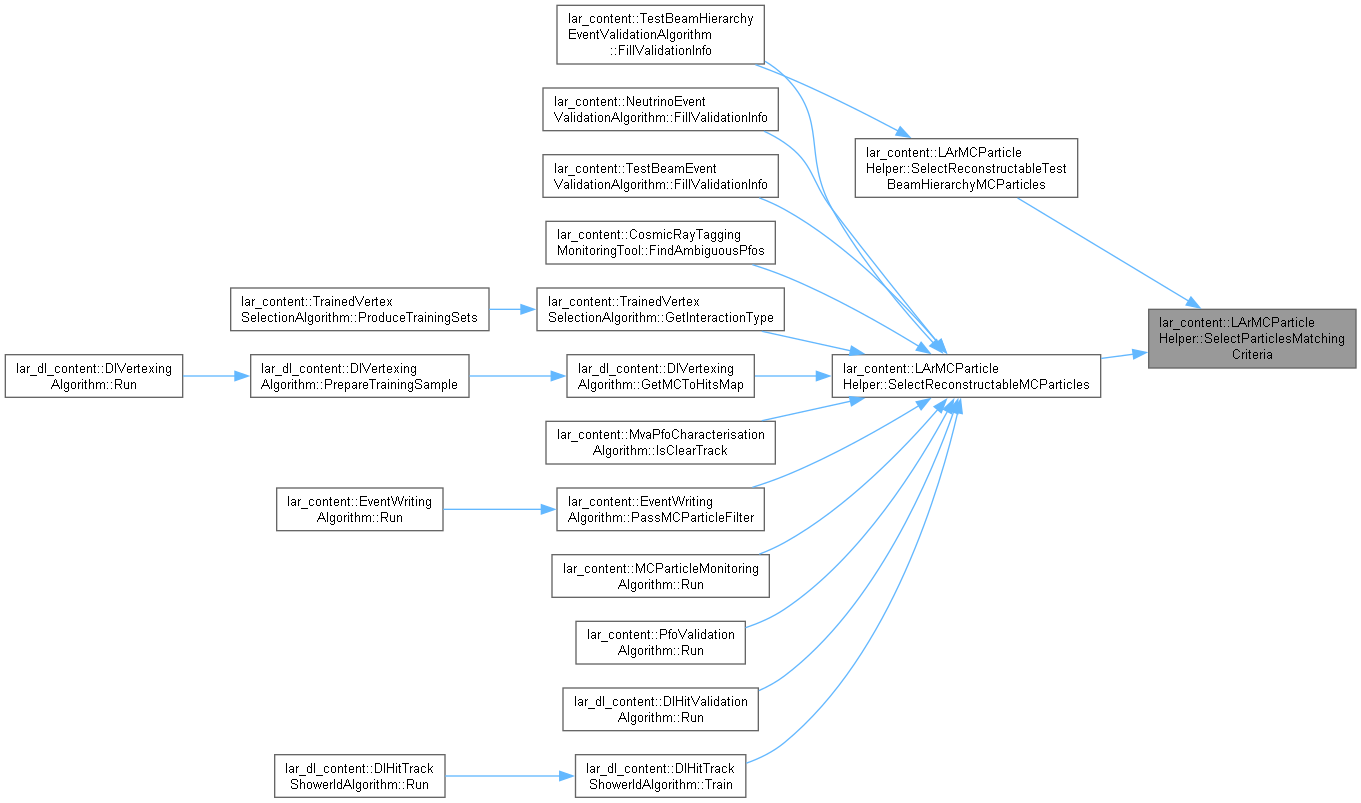 lar_content::TestBeamHierarchy
EventValidationAlgorithm
::FillValidationInfo
lar_content::NeutrinoEvent
ValidationAlgorithm::FillValidationInfo
lar_content::LArMCParticle
Helper::SelectReconstructableTest
BeamHierarchyMCParticles
lar_content::TestBeamEvent
ValidationAlgorithm::FillValidationInfo
lar_content::CosmicRayTagging
MonitoringTool::FindAmbiguousPfos
lar_content::TrainedVertex
SelectionAlgorithm::ProduceTrainingSets
lar_content::TrainedVertex
SelectionAlgorithm::GetInteractionType
lar_content::LArMCParticle
Helper::SelectParticlesMatching
Criteria
lar_dl_content::DlVertexing
Algorithm::Run
lar_dl_content::DlVertexing
Algorithm::PrepareTrainingSample
lar_dl_content::DlVertexing
Algorithm::GetMCToHitsMap
lar_content::LArMCParticle
Helper::SelectReconstructableMCParticles
lar_content::MvaPfoCharacterisation
Algorithm::IsClearTrack
lar_content::EventWriting
Algorithm::Run
lar_content::EventWriting
Algorithm::PassMCParticleFilter
lar_content::MCParticleMonitoring
Algorithm::Run
lar_content::PfoValidation
Algorithm::Run
lar_dl_content::DlHitValidation
Algorithm::Run
lar_dl_content::DlHitTrack
ShowerIdAlgorithm::Run
lar_dl_content::DlHitTrack
ShowerIdAlgorithm::Train